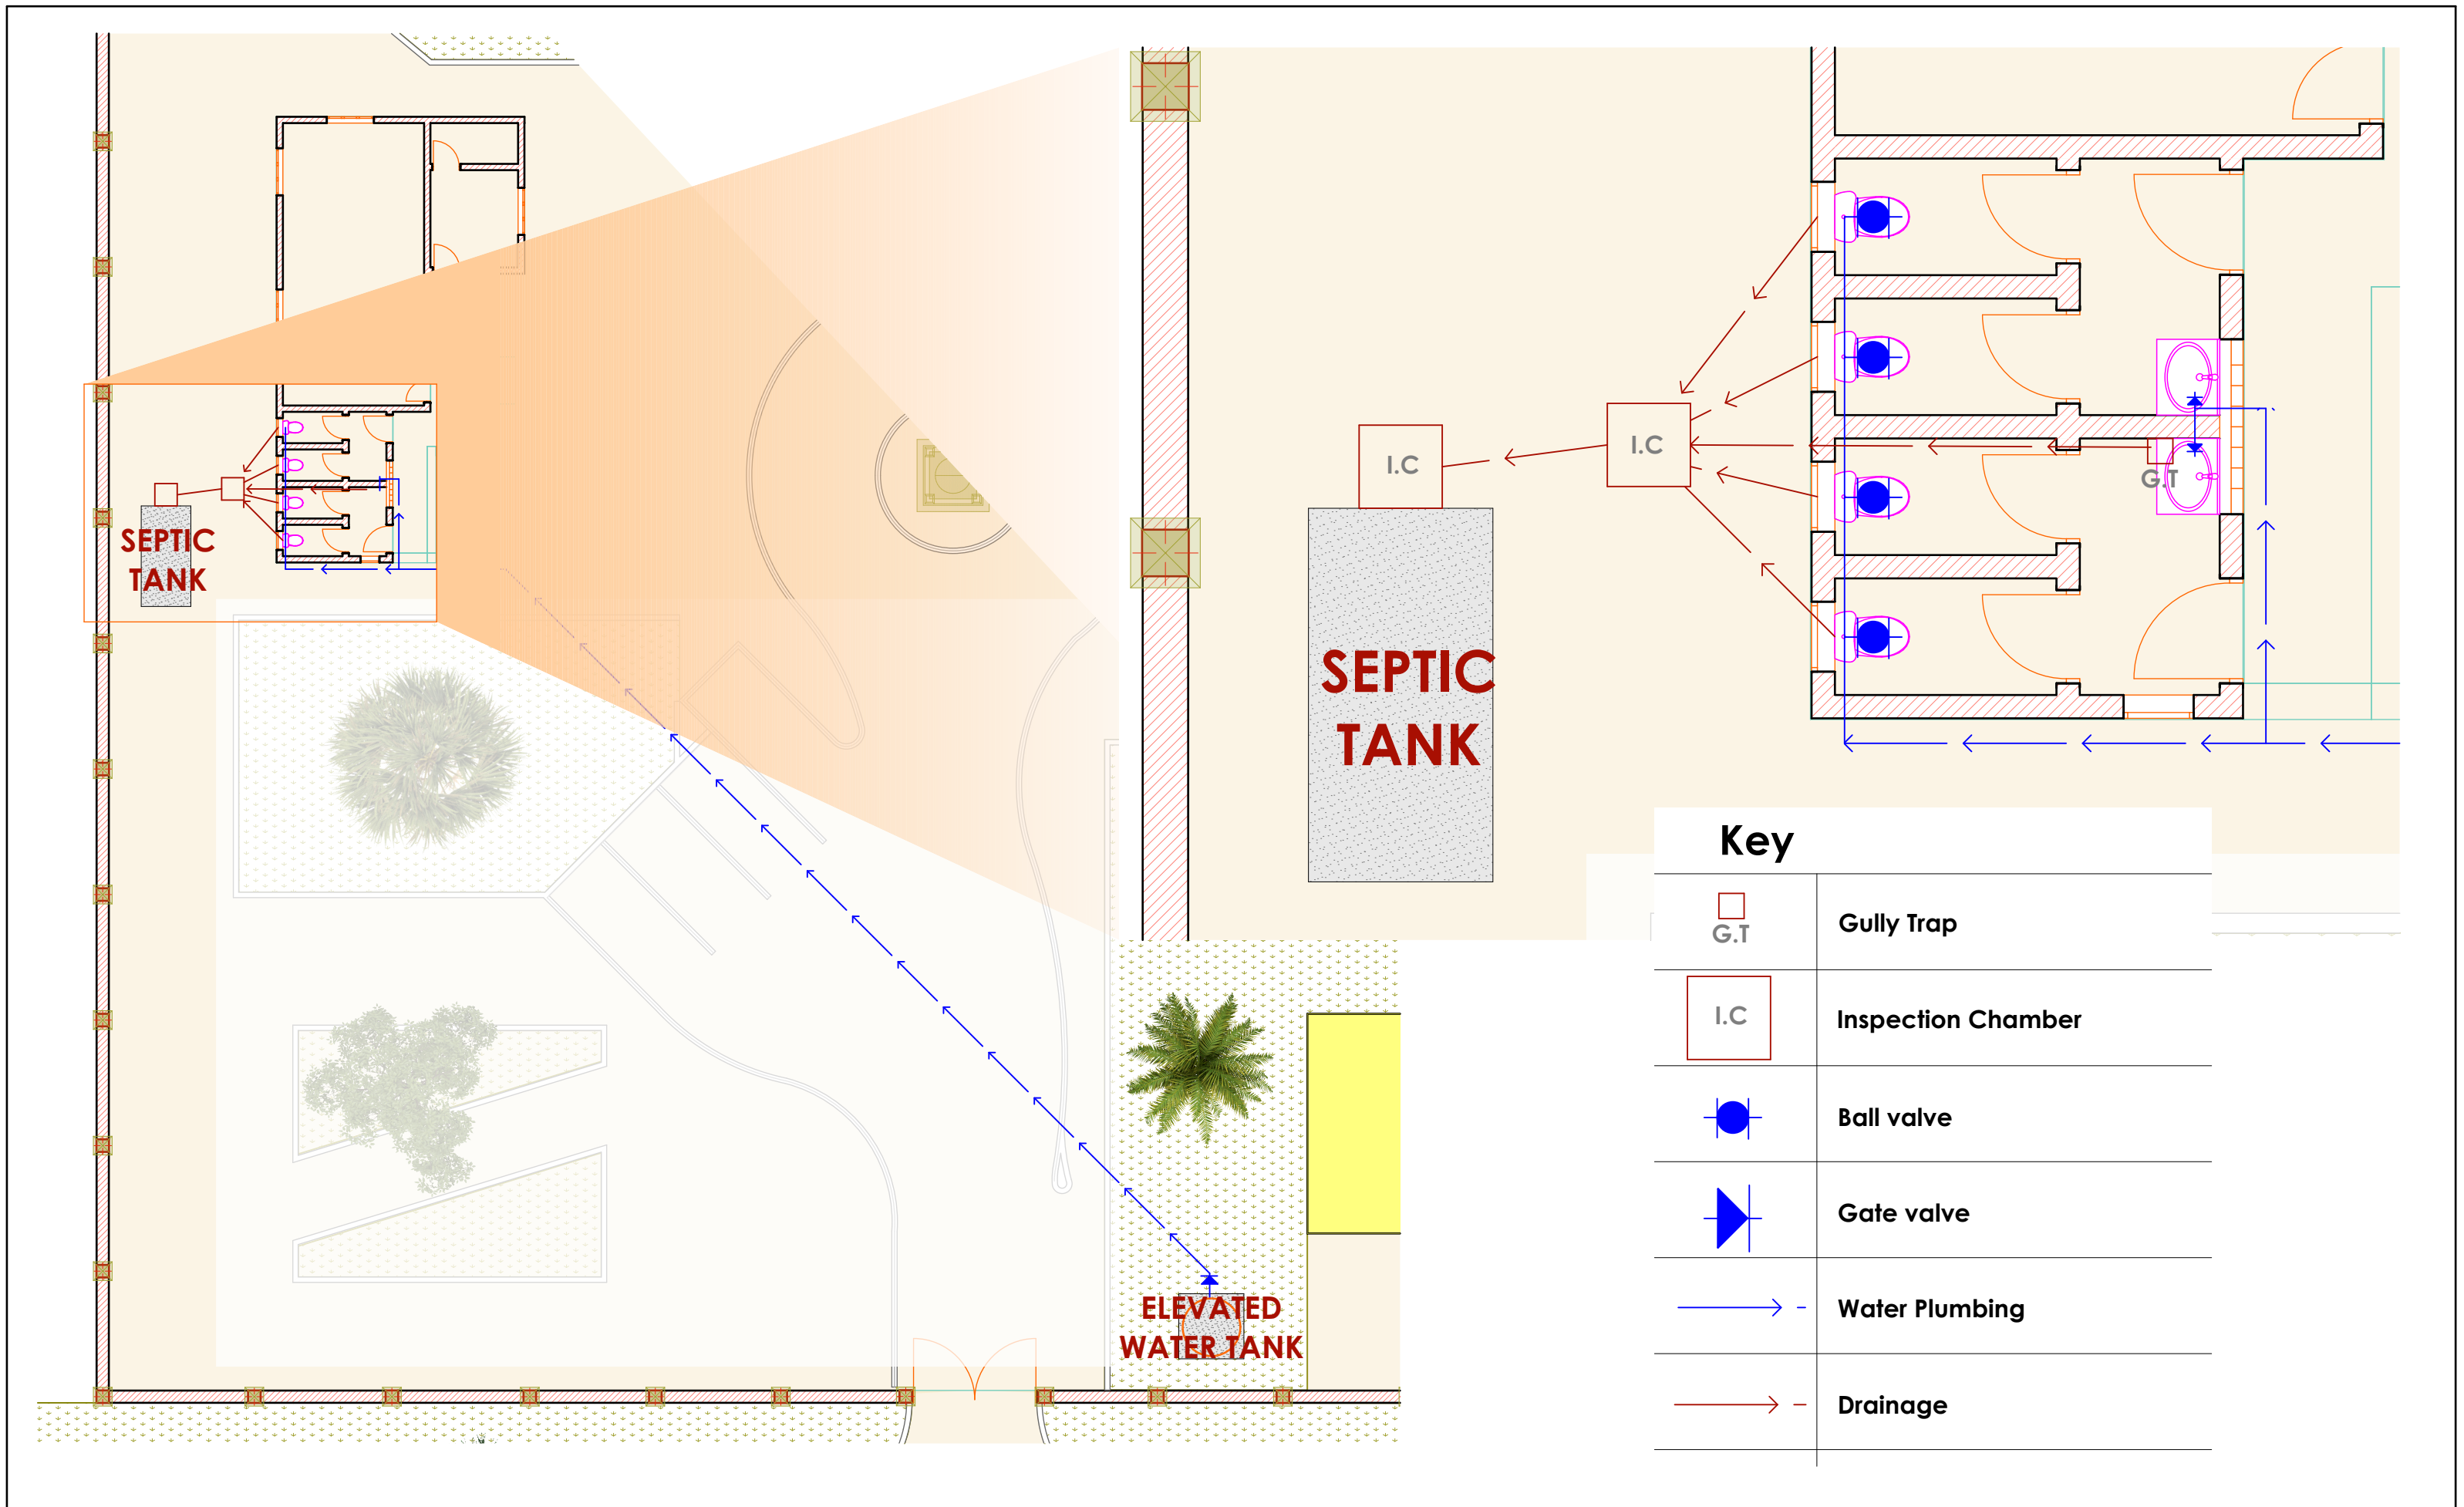 SEPTIC
TANK
I.C
I.C
G.T
SEPTIC
TANK
ELEVATED
WATER TANK
Key
G.T
Gully Trap
I.C
Inspection Chamber
Ball valve
Gate valve
Water Plumbing
Drainage